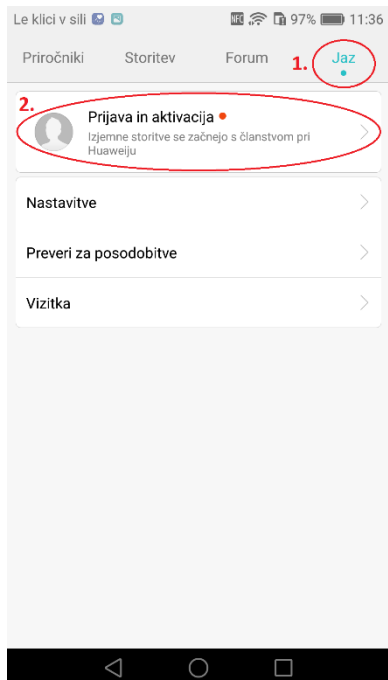 Le klici v sili 97% 11:36
Priročniki Storitev Forum 1. Jaz
2.
Prijava in aktivacija
Izjemne storitve se začnejo s članstvom pri
Huaweiju
Nastavitve
Preveri za posodobitve
Vizitka